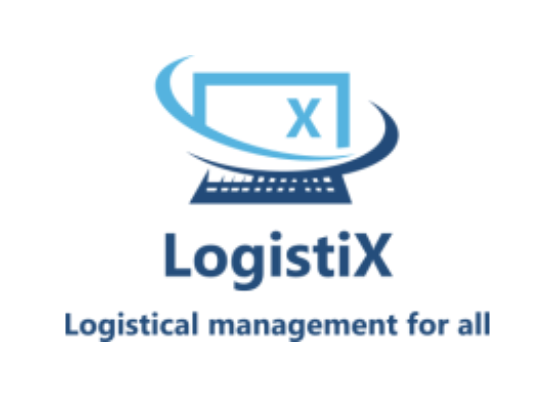 X
LogistiX
Logistical management for all